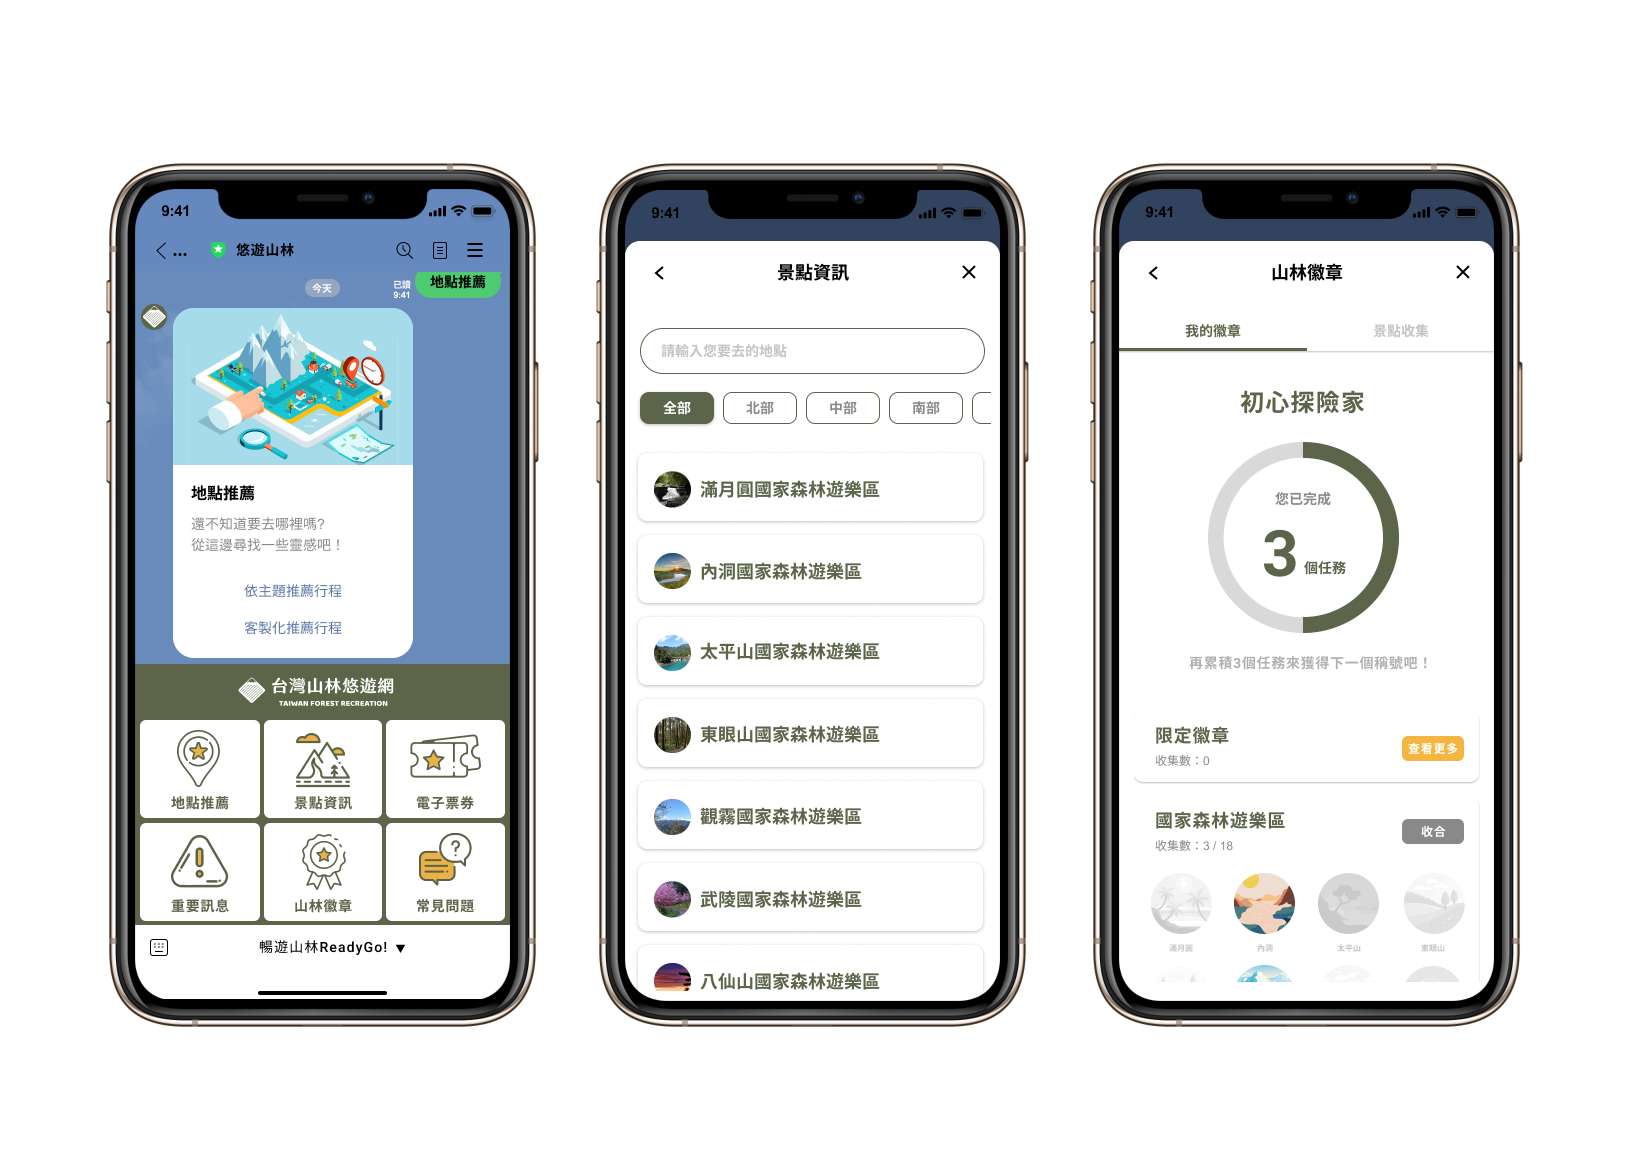 9:41
... 悠遊山林
今天
已讀
9:41
地點推薦
地點推薦
還不知道要去哪裡嗎?
從這邊尋找一些靈感吧！
依主題推薦行程
客製化推薦行程
台灣山林悠遊網
TAIWAN FOREST RECREATION
地點推薦
景點資訊
電子票券
重要訊息
山林徽章
常見問題
暢遊山林ReadyGo! ▼
9:41
景點資訊
請輸入您要去的地點
全部
北部
中部
南部
滿月圓國家森林遊樂區
內洞國家森林遊樂區
太平山國家森林遊樂區
東眼山國家森林遊樂區
觀霧國家森林遊樂區
武陵國家森林遊樂區
八仙山國家森林遊樂區
9:41
山林徽章
我的徽章
景點收集
初心探險家
您已完成
3 個任務
再累積3個任務來獲得下一個稱號吧！
限定徽章
收集數：0
查看更多
國家森林遊樂區
收集數：3 / 18
收合
滿月圓
內洞
太平山
東眼山